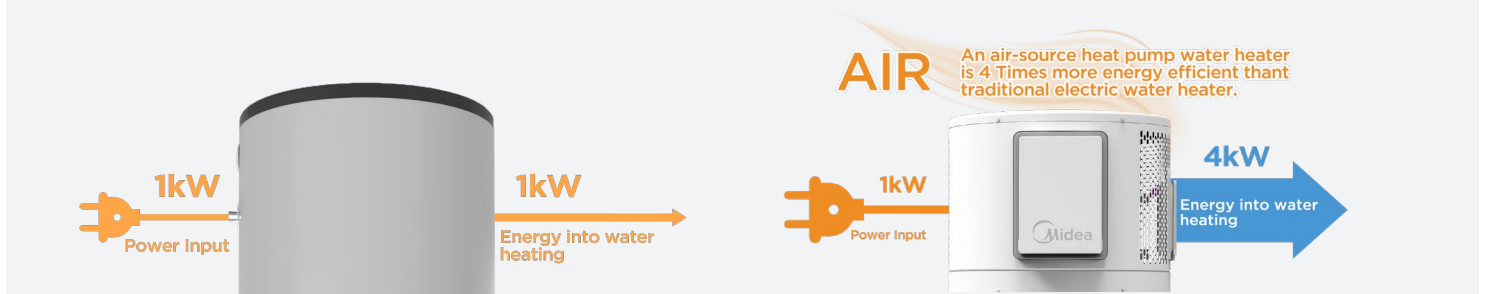 1kW
Power Input
1kW
Energy into water
heating
AIR
An air-source heat pump water heater
is 4 Times more energy efficient thant
traditional electric water heater.
1kW
Power Input
Midea
4kW
Energy into water
heating